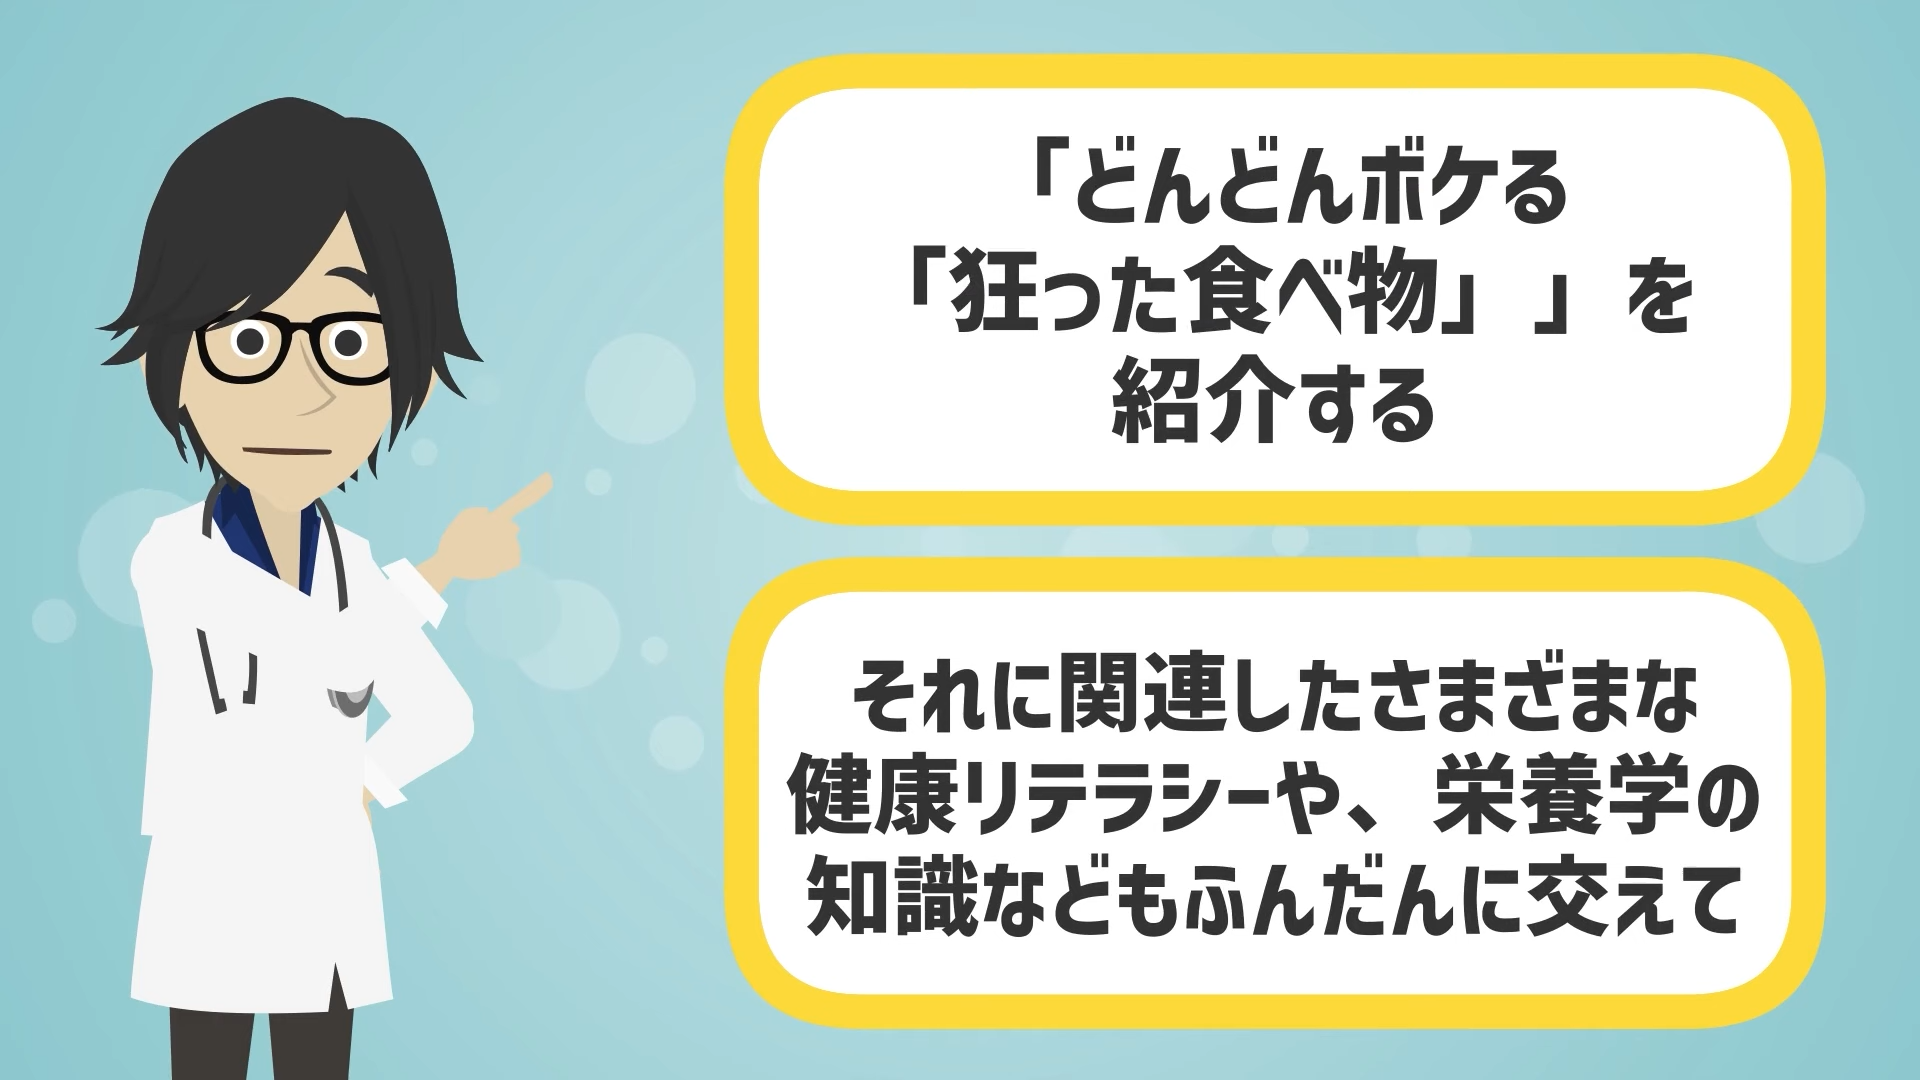 「どんどんボケる
「狂った食べ物」」を
紹介する
それに関連したさまざまな
健康リテラシーや、栄養学の
知識などもふんだんに交えて